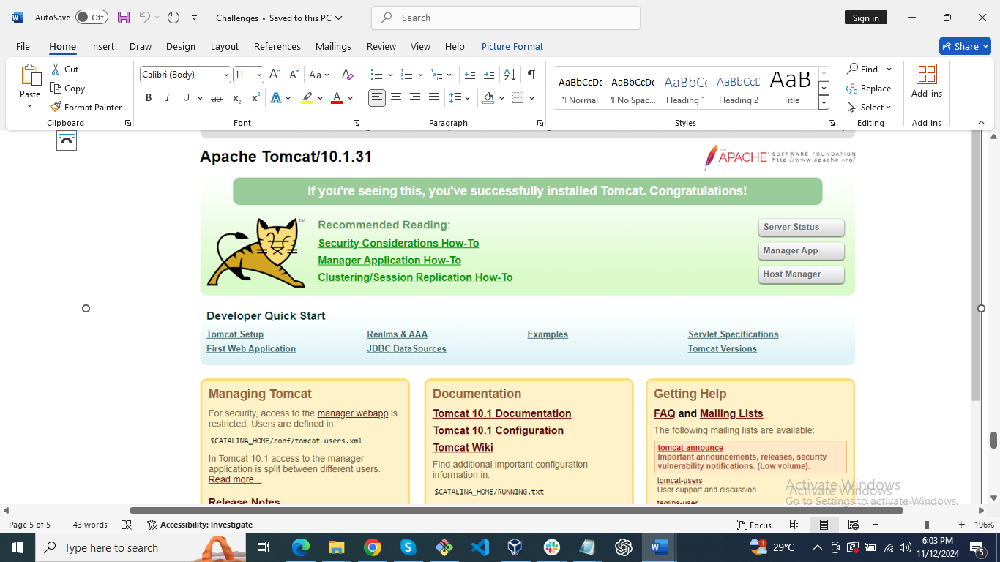 AutoSave Off Challenges • Saved to this PC Search Sign in
File Home Insert Draw Design Layout References Mailings Review View Help Picture Format Share
Paste Cut Copy Format Painter
Calibri (Body) 11
AaBbCcDc AaBbCcDc AaBbCc AaBbCcD AaB
¶ Normal ¶ No Spac... Heading 1 Heading 2 Title
Find Replace Select
Add-ins
Clipboard Font Paragraph Styles Editing Add-ins
Apache Tomcat/10.1.31
THE APACHE SOFTWARE FOUNDATION
http://www.apache.org/
If you're seeing this, you've successfully installed Tomcat. Congratulations!
TM
Recommended Reading:
Security Considerations How-To
Manager Application How-To
Clustering/Session Replication How-To
Server Status
Manager App
Host Manager
Developer Quick Start
Tomcat Setup Realms & AAA Examples Servlet Specifications
First Web Application JDBC DataSources Tomcat Versions
Managing Tomcat
For security, access to the manager webapp is
restricted. Users are defined in:
$CATALINA_HOME/conf/tomcat-users.xml
In Tomcat 10.1 access to the manager
application is split between different users.
Read more...
Release Notes
Documentation
Tomcat 10.1 Documentation
Tomcat 10.1 Configuration
Tomcat Wiki
Find additional important configuration
information in:
$CATALINA_HOME/RUNNING.txt
Getting Help
FAQ and Mailing Lists
The following mailing lists are available:
tomcat-announce
Important announcements, releases, security
vulnerability notifications. (Low volume).
tomcat-users
User support and discussion
taglibs-user
Activate Windows
Activate Windows
Go to Settings to activate Windows.
Page 5 of 5 43 words Accessibility: Investigate Focus 196%
Type here to search 1 29°C 6:03 PM
11/12/2024 5